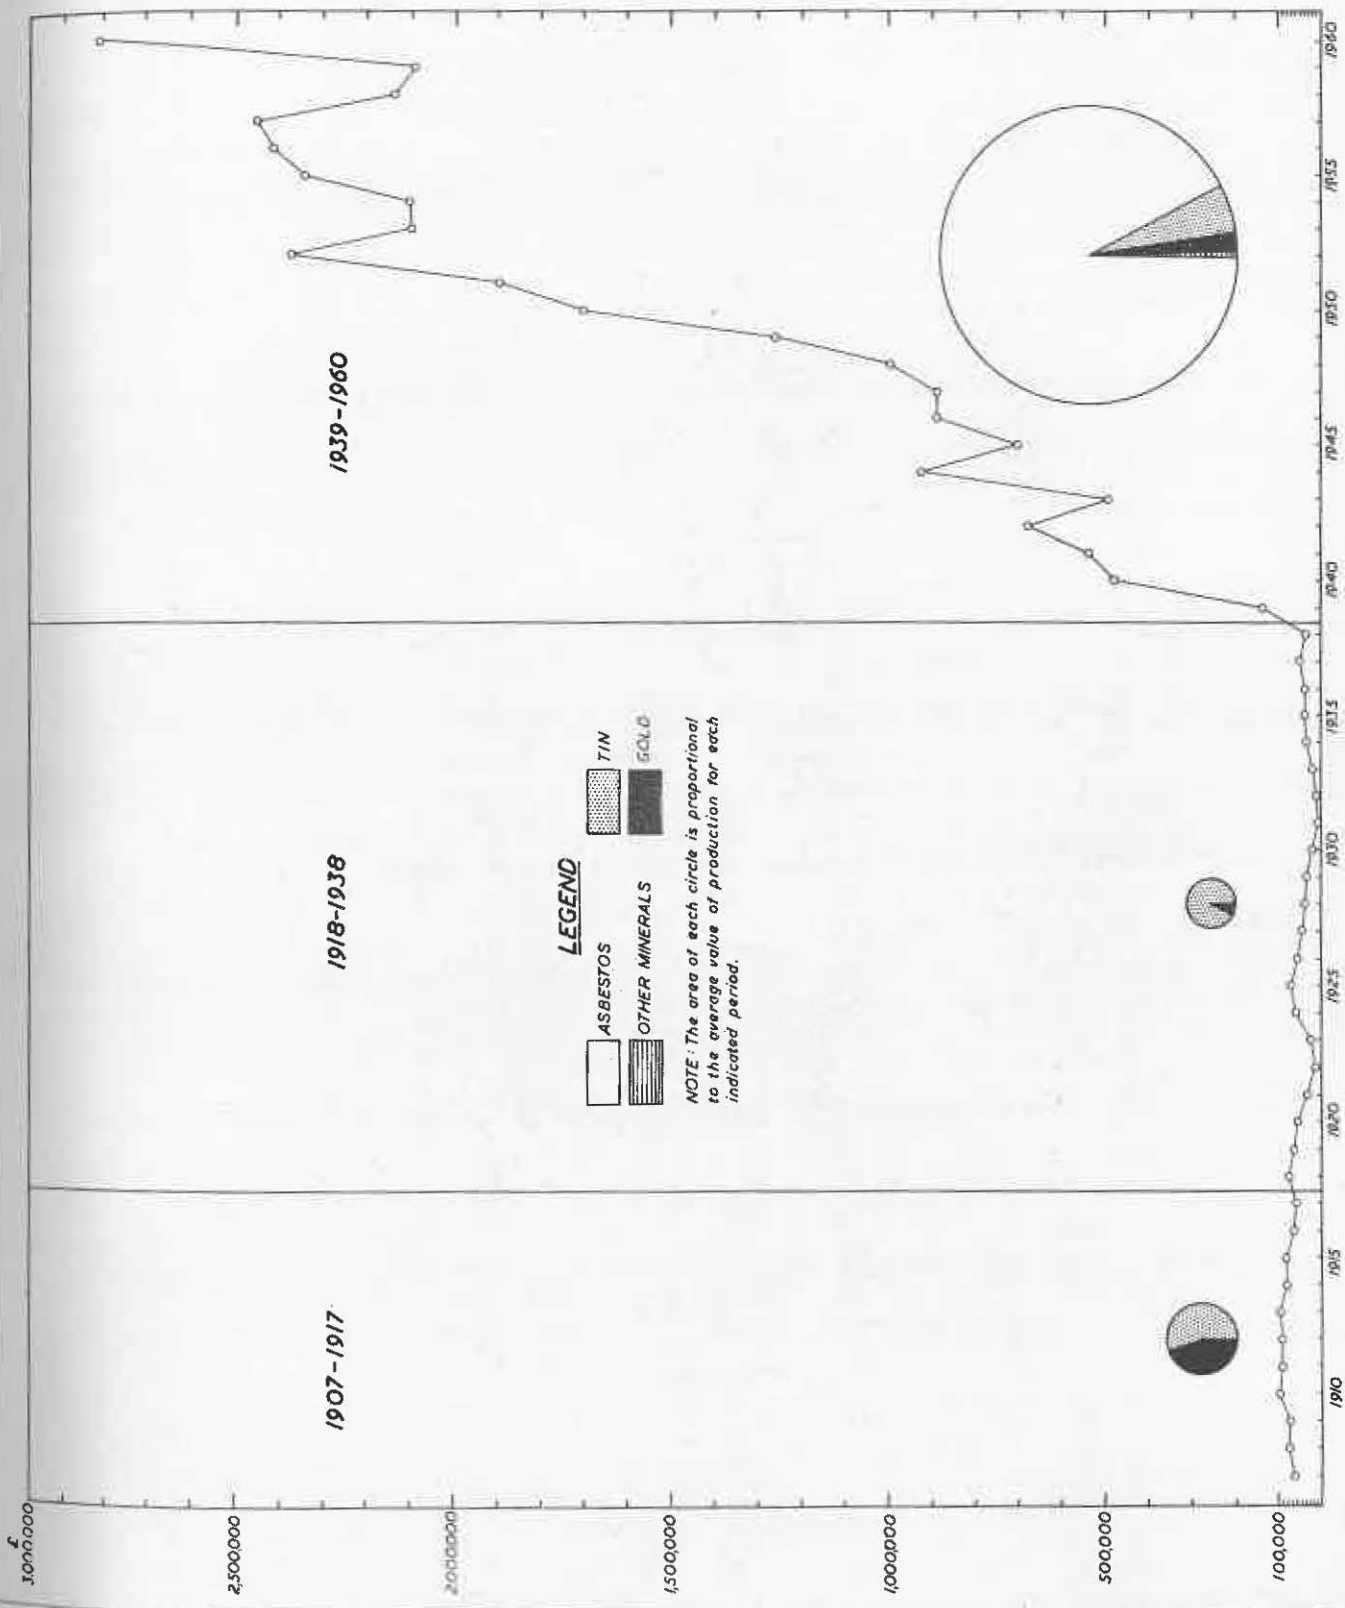 £
3,000,000
2,500,000
2,000,000
1,500,000
1,000,000
500,000
100,000
1907-1917
1918-1938
1939-1960
LEGEND
ASBESTOS
TIN
OTHER MINERALS
GOLD
NOTE: The area of each circle is proportional
to the average value of production for each
indicated period.
1910
1915
1920
1925
1930
1935
1940
1945
1950
1955
1960